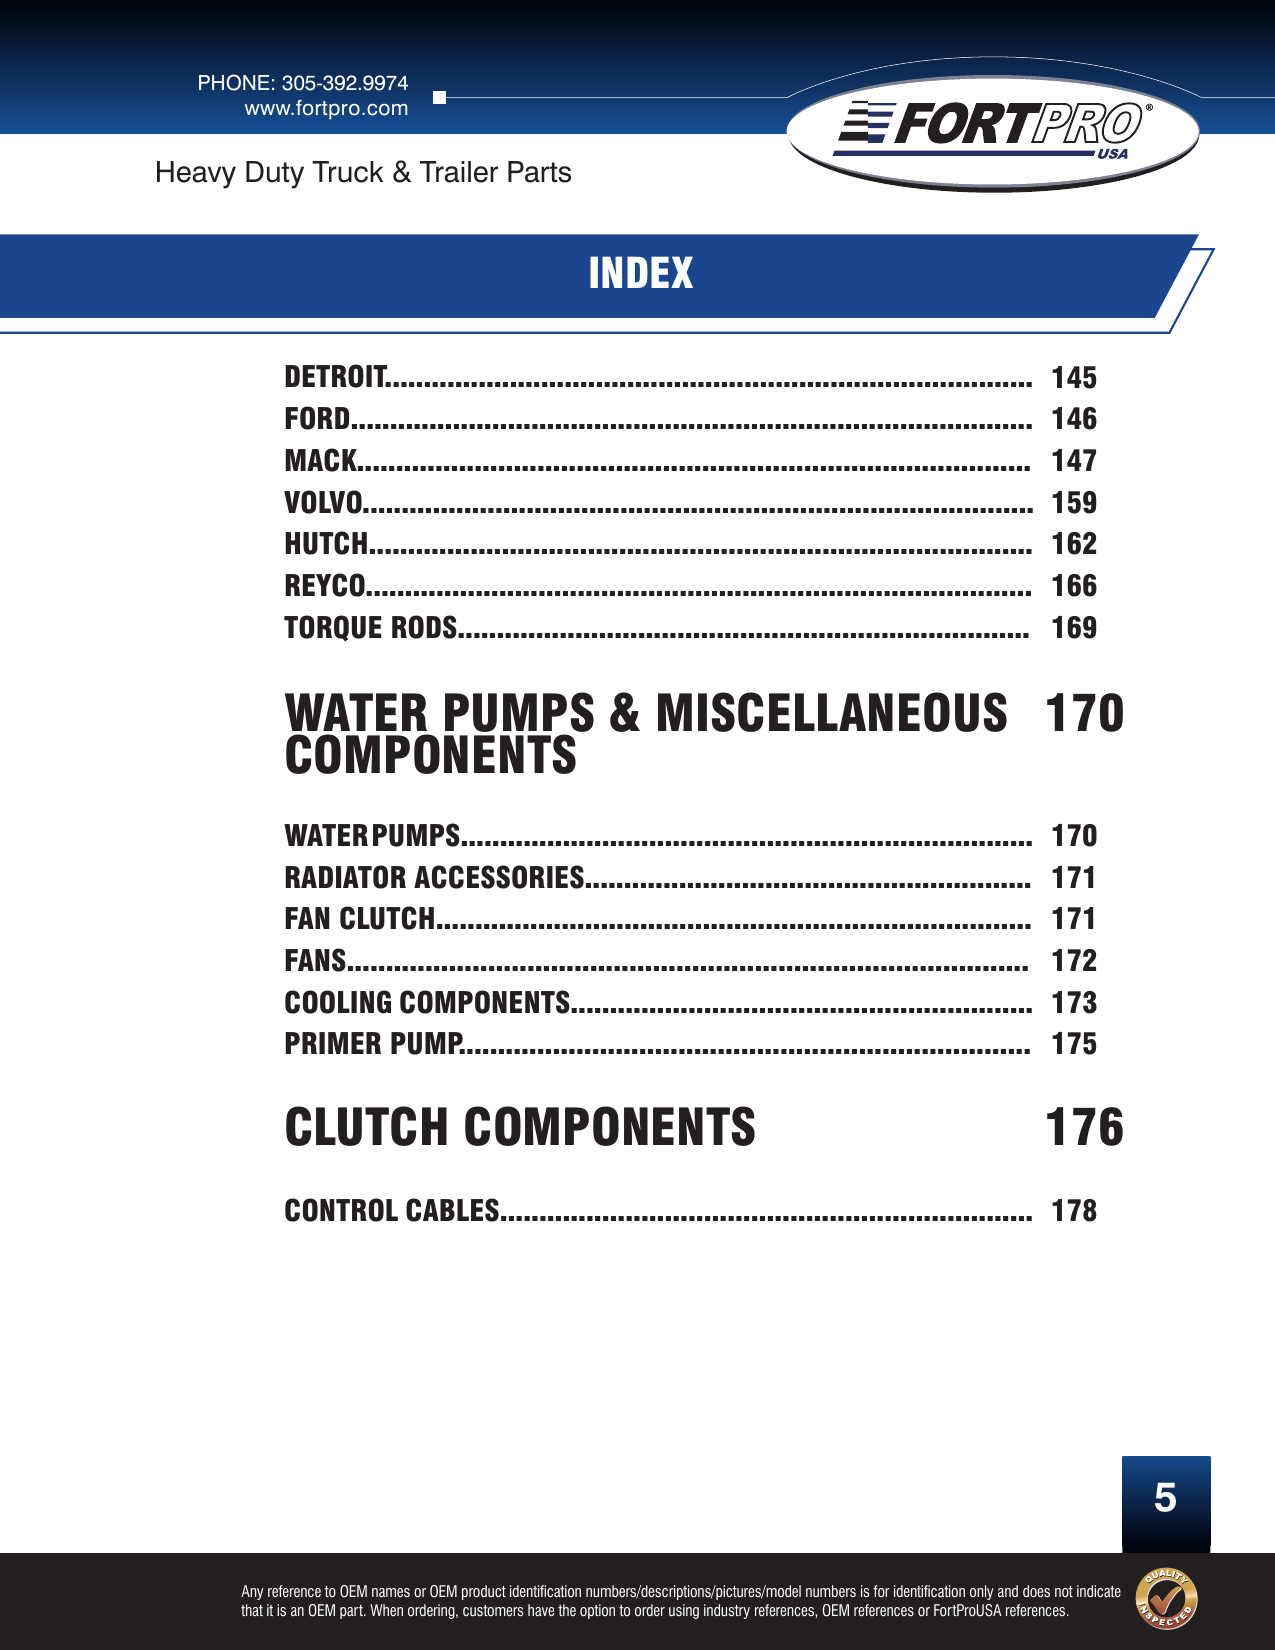 PHONE: 305-392.9974
www.fortpro.com
FORTPRO®
USA
Heavy Duty Truck & Trailer Parts
INDEX
DETROIT................................................................................... 145
FORD....................................................................................... 146
MACK...................................................................................... 147
VOLVO...................................................................................... 159
HUTCH..................................................................................... 162
REYCO..................................................................................... 166
TORQUE RODS......................................................................... 169
WATER PUMPS & MISCELLANEOUS 170
COMPONENTS
WATER PUMPS......................................................................... 170
RADIATOR ACCESSORIES......................................................... 171
FAN CLUTCH............................................................................ 171
FANS....................................................................................... 172
COOLING COMPONENTS........................................................... 173
PRIMER PUMP......................................................................... 175
CLUTCH COMPONENTS 176
CONTROL CABLES.................................................................... 178
5
Any reference to OEM names or OEM product identification numbers/descriptions/pictures/model numbers is for identification only and does not indicate
that it is an OEM part. When ordering, customers have the option to order using industry references, OEM references or FortProUSA references.
QUALITY
INSPECTED